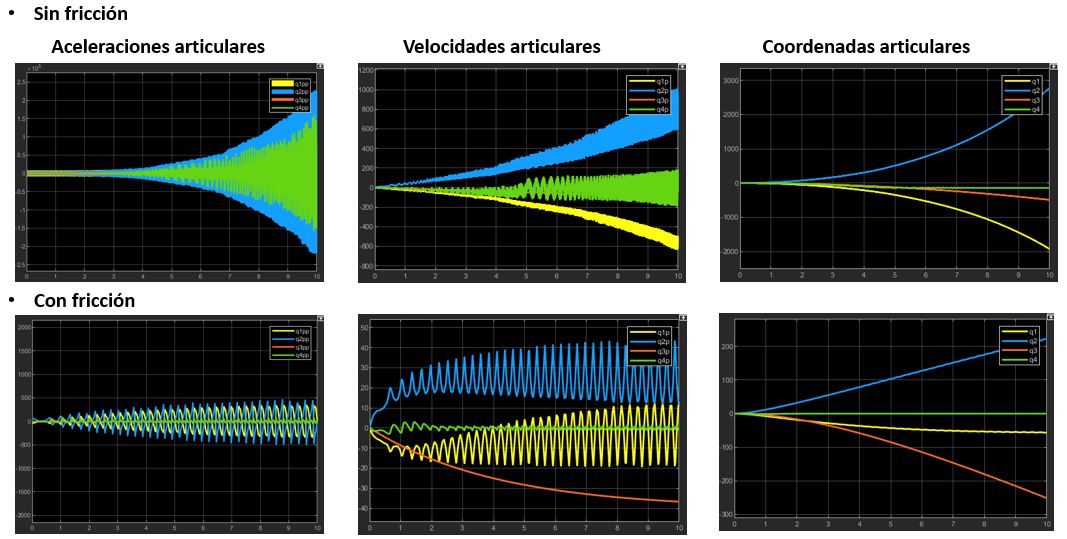 • Sin fricción
Aceleraciones articulares
Velocidades articulares
Coordenadas articulares
2.5
2
1
0.5
0
-0.5
-1
-1.5
-2
-2.5
0 1 2 3 4 5 6 7 8 9 10
q1pp
q2pp
q3pp
q4pp
1200
1000
800
600
400
200
0
-200
-400
-600
-800
0 1 2 3 4 5 6 7 8 9 10
q1p
q2p
q3p
q4p
3000
2000
1000
0
-1000
-2000
0 1 2 3 4 5 6 7 8 9 10
q1
q2
q3
q4
• Con fricción
2000
1500
1000
500
0
-500
-1000
-1500
-2000
0 1 2 3 4 5 6 7 8 9 10
q1pp
q2pp
q3pp
q4pp
50
40
30
20
10
0
-10
-20
-30
-40
0 1 2 3 4 5 6 7 8 9 10
q1p
q2p
q3p
q4p
200
100
0
-100
-200
-300
0 1 2 3 4 5 6 7 8 9 10
q1
q2
q3
q4